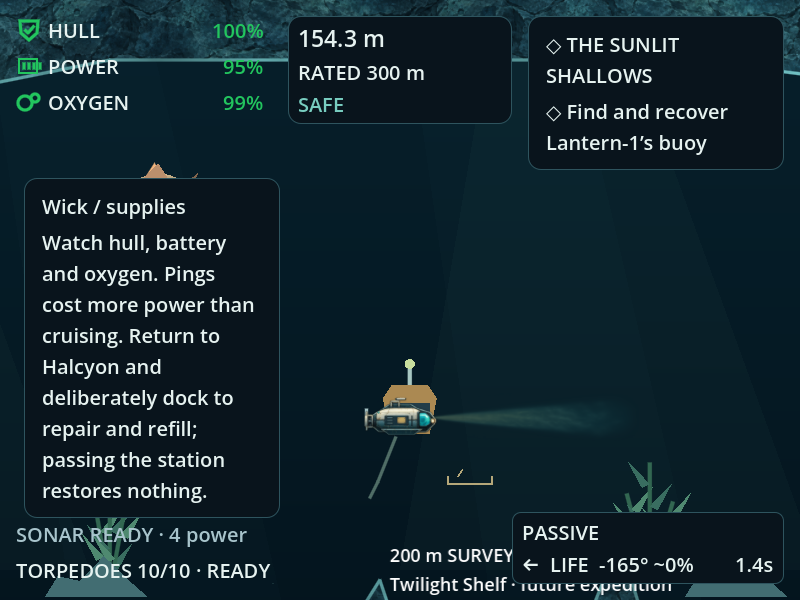 HULL 100%
POWER 95%
OXYGEN 99%
154.3 m
RATED 300 m
SAFE
◇ THE SUNLIT
SHALLOWS
◇ Find and recover
Lantern-1’s buoy
Wick / supplies
Watch hull, battery
and oxygen. Pings
cost more power than
cruising. Return to
Halcyon and
deliberately dock to
repair and refill;
passing the station
restores nothing.
SONAR READY · 4 power
TORPEDOES 10/10 · READY
200 m SURVEY
Twilight Shelf · future expedition
PASSIVE
← LIFE -165° ~0% 1.4s